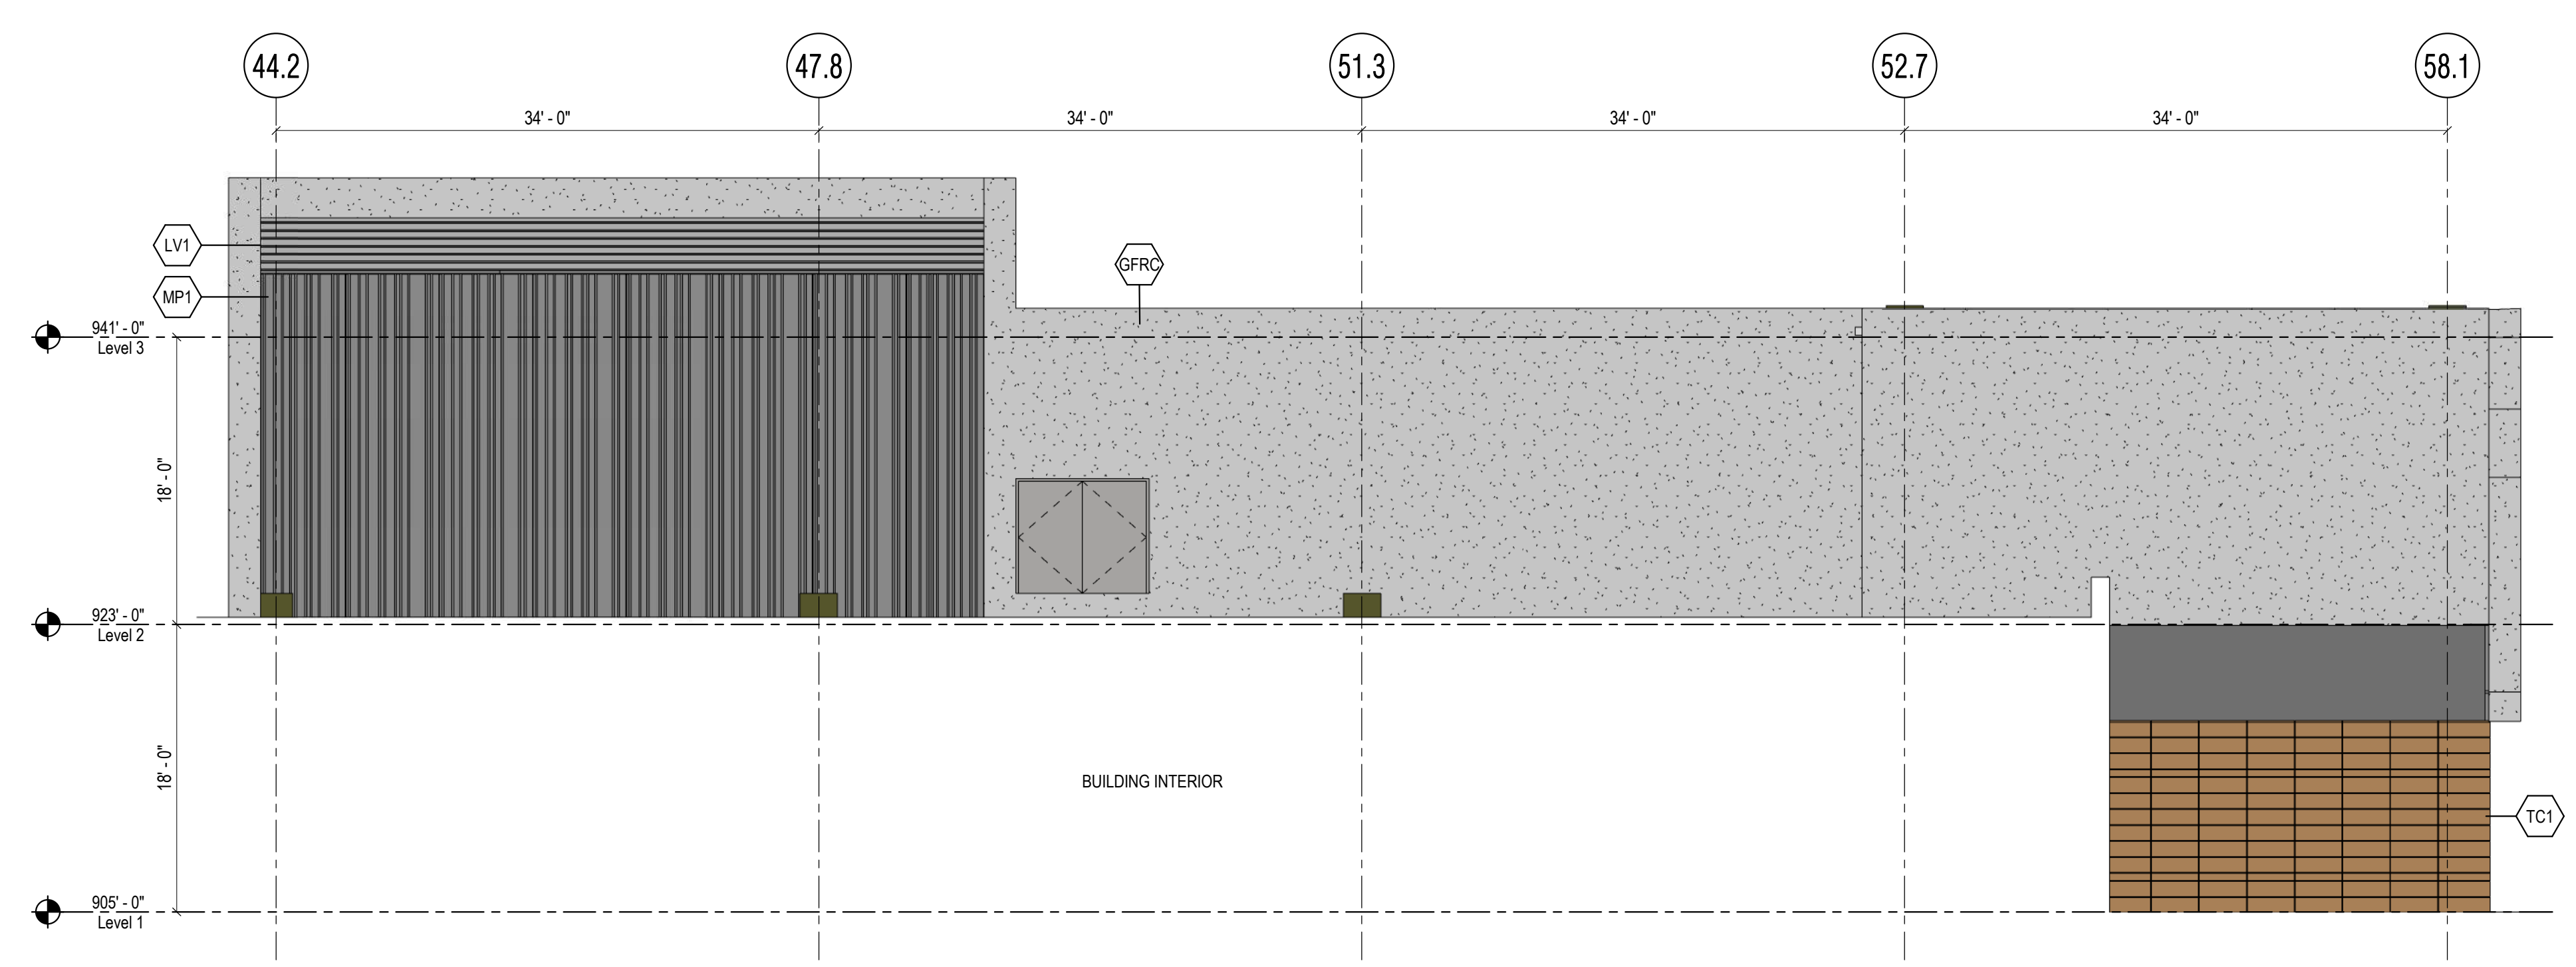 44.2
47.8
51.3
52.7
58.1
34' - 0"
34' - 0"
34' - 0"
34' - 0"
LV1
GFRC
MP1
941' - 0"
Level 3
18' - 0"
923' - 0"
Level 2
18' - 0"
BUILDING INTERIOR
TC1
905' - 0"
Level 1